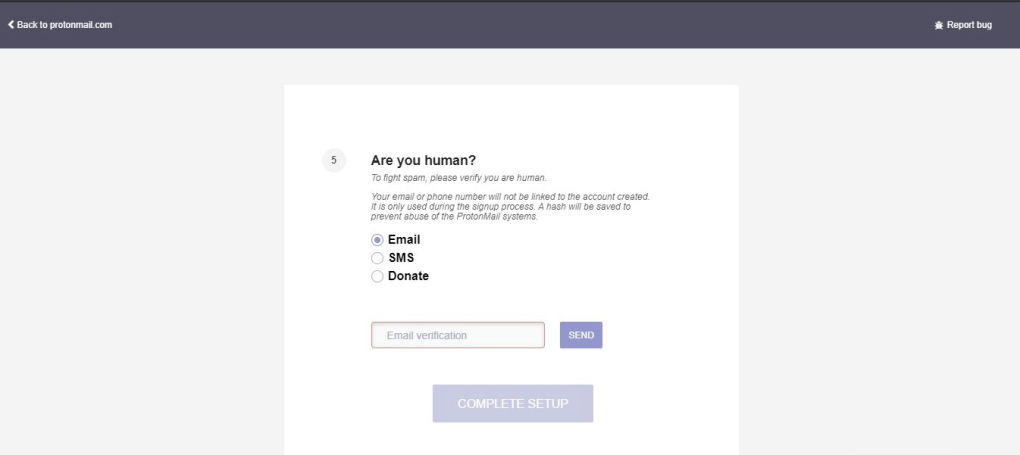 Back to protonmail.com
Report bug
5
Are you human?
To fight spam, please verify you are human.
Your email or phone number will not be linked to the account created.
It is only used during the signup process. A hash will be saved to
prevent abuse of the ProtonMail systems.
Email
SMS
Donate
Email verification
SEND
COMPLETE SETUP